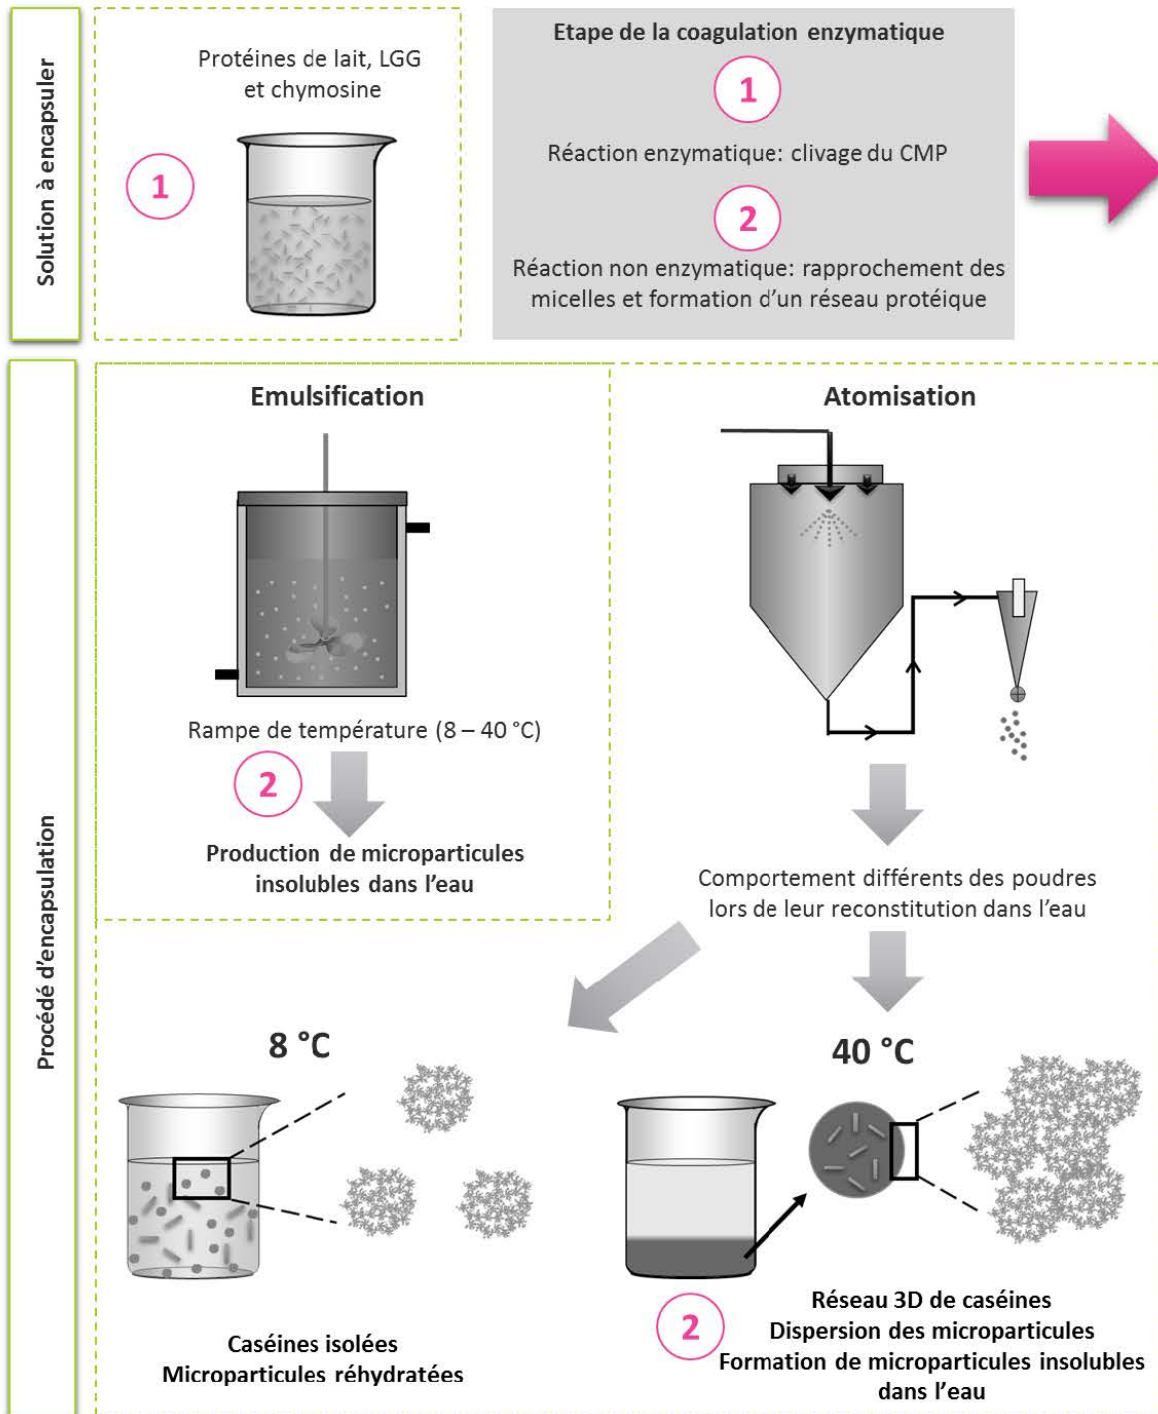 Solution à encapsuler
Protéines de lait, LGG
et chymosine
1
Etape de la coagulation enzymatique
1
Réaction enzymatique: clivage du CMP
2
Réaction non enzymatique: rapprochement des
micelles et formation d'un réseau protéique
Procédé d'encapsulation
Emulsification
Rampe de température (8 – 40 °C)
2
Production de microparticules
insolubles dans l'eau
Atomisation
Comportement différents des poudres
lors de leur reconstitution dans l'eau
8 °C
Caséines isolées
Microparticules réhydratées
40 °C
2
Réseau 3D de caséines
Dispersion des microparticules
Formation de microparticules insolubles
dans l'eau